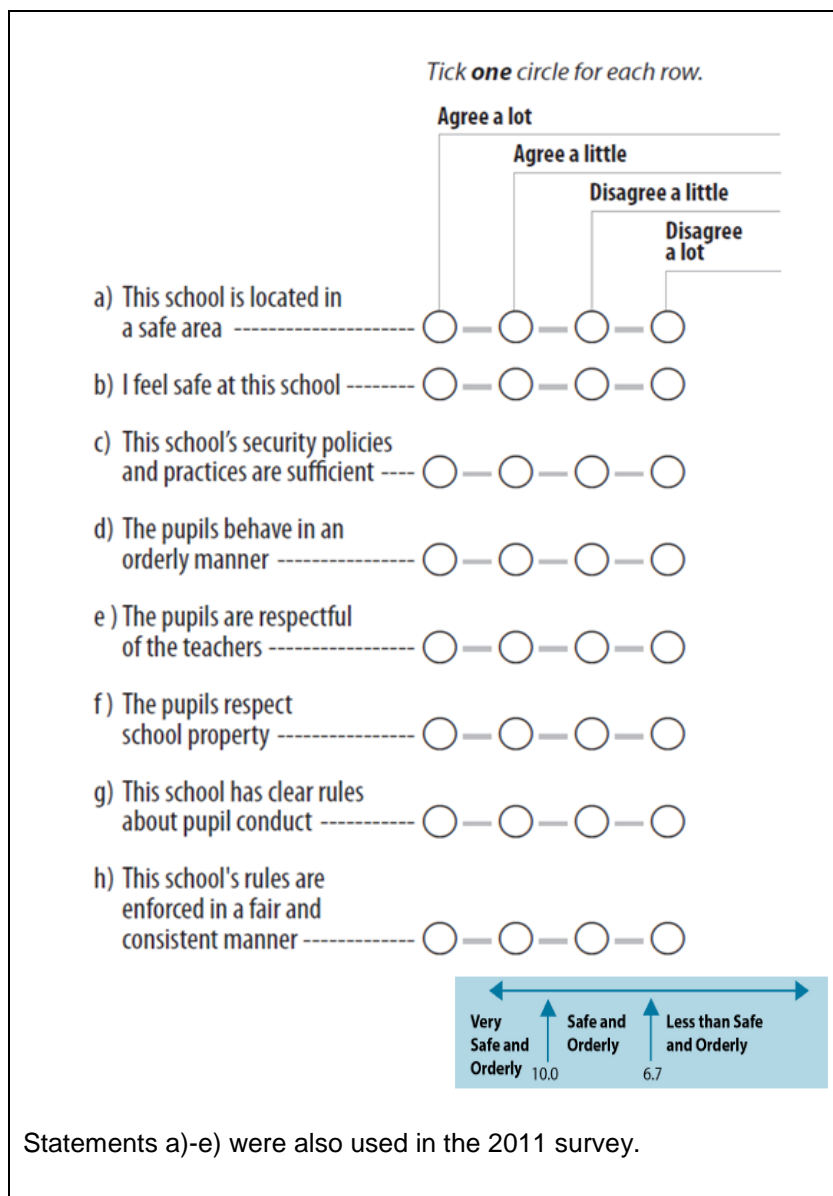 Tick one circle for each row.
Agree a lot
Agree a little
Disagree a little
Disagree
a lot
a) This school is located in
a safe area --------------------
b) I feel safe at this school --------
c) This school's security policies
and practices are sufficient ----
d) The pupils behave in an
orderly manner ---------------
e ) The pupils are respectful
of the teachers ----------------
f ) The pupils respect
school property ---------------
g) This school has clear rules
about pupil conduct -----------
h) This school's rules are
enforced in a fair and
consistent manner ------------
Very
Safe and
Orderly
10.0
Safe and
Orderly
6.7
Less than Safe
and Orderly
Statements a)-e) were also used in the 2011 survey.